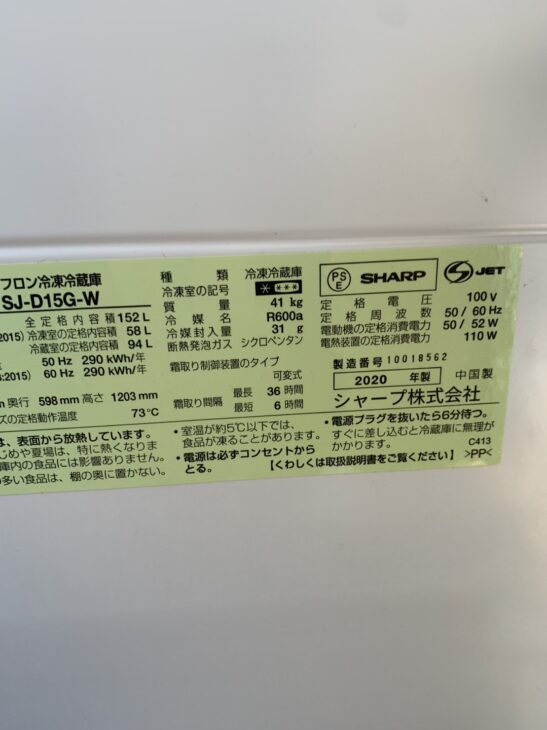 フロン冷凍冷蔵庫
SJ-D15G-W
全定格内容積 152 L
2015) 冷凍室の定格内容積 58 L
冷蔵室の定格内容積 94 L
50 Hz 290 kWh/年
:2015) 60 Hz 290 kWh/年
奥行 598 mm 高さ 1203 mm
ズの定格動作温度 73℃
種類 冷凍冷蔵庫
冷凍室の記号 * ***
質量 41 kg
冷媒名 R600a
冷媒封入量 31 g
断熱発泡ガス シクロペンタン
霜取り制御装置のタイプ
可変式
霜取り間隔 最長 36 時間
最短 6 時間
PS
E
SHARP
JET
定格電圧 100 V
定格周波数 50 / 60 Hz
電動機の定格消費電力 50 / 52 W
電熱装置の定格消費電力 110 W
製造番号 10018562
2020 年製 中国製
シャープ株式会社
は、表面から放熱しています。
じめや夏場は、特に熱くなりま
庫内の食品には影響ありません。
の多い食品は、棚の奥に置かない。
• 室温が約5℃以下では、
食品が凍ることがあります。
• 電源は必ずコンセントから
とる。
• 電源プラグを抜いたら6分待つ。
すぐに差し込むと冷蔵庫に無理が
かかります。
C413
【くわしくは取扱説明書をご覧ください】 >PP<